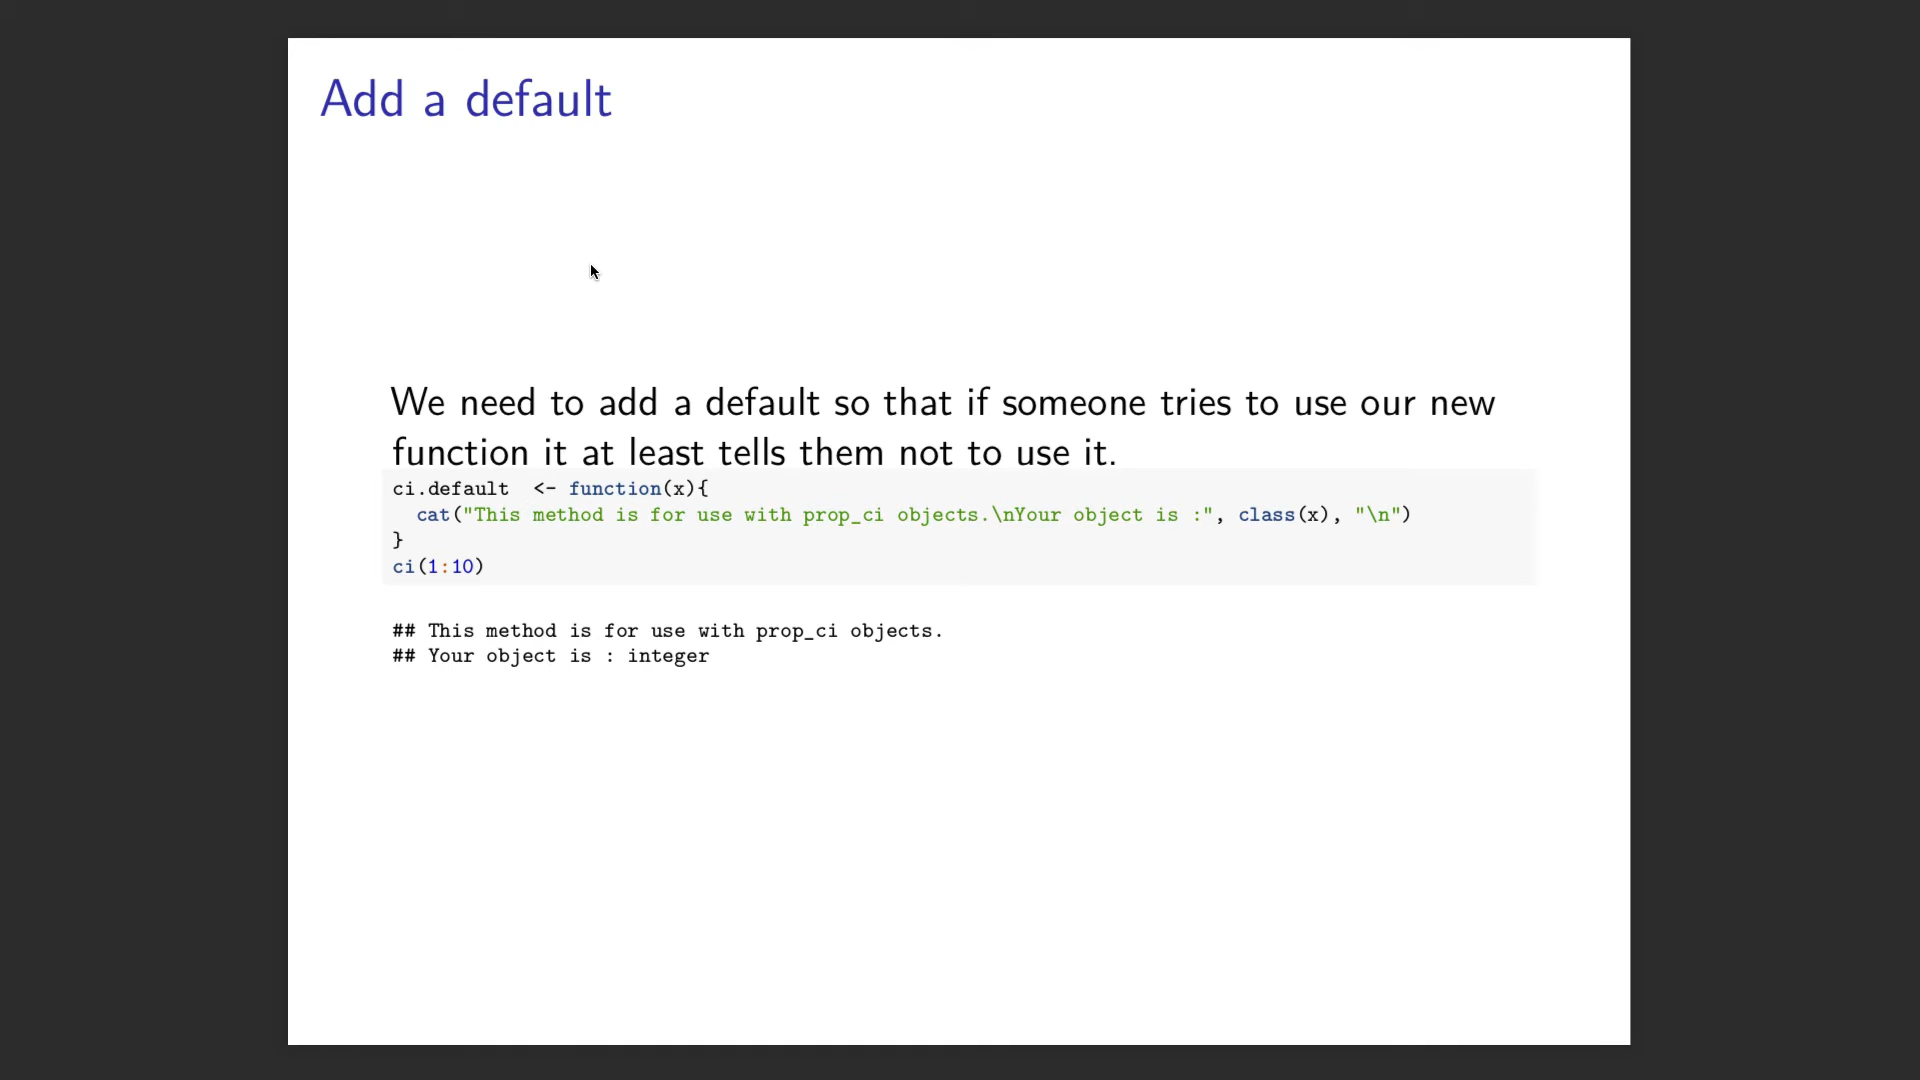 Add a default
We need to add a default so that if someone tries to use our new
function it at least tells them not to use it.
ci.default  <- function(x){
  cat("This method is for use with prop_ci objects.\nYour object is :", class(x), "\n")
}
ci(1:10)
## This method is for use with prop_ci objects.
## Your object is : integer